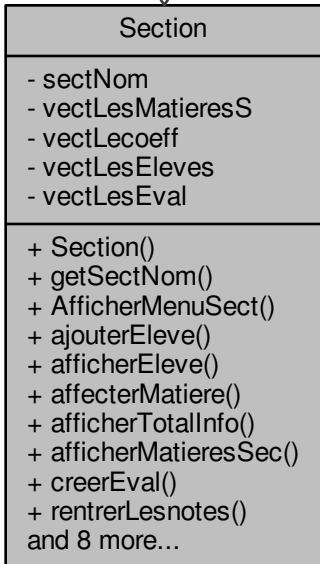 Section
- sectNom
- vectLesMatieresS
- vectLecoeff
- vectLesEleves
- vectLesEval
+ Section()
+ getSectNom()
+ AfficherMenuSect()
+ ajouterEleve()
+ afficherEleve()
+ affecterMatiere()
+ afficherTotalInfo()
+ afficherMatieresSec()
+ creerEval()
+ rentrerLesnotes()
and 8 more...